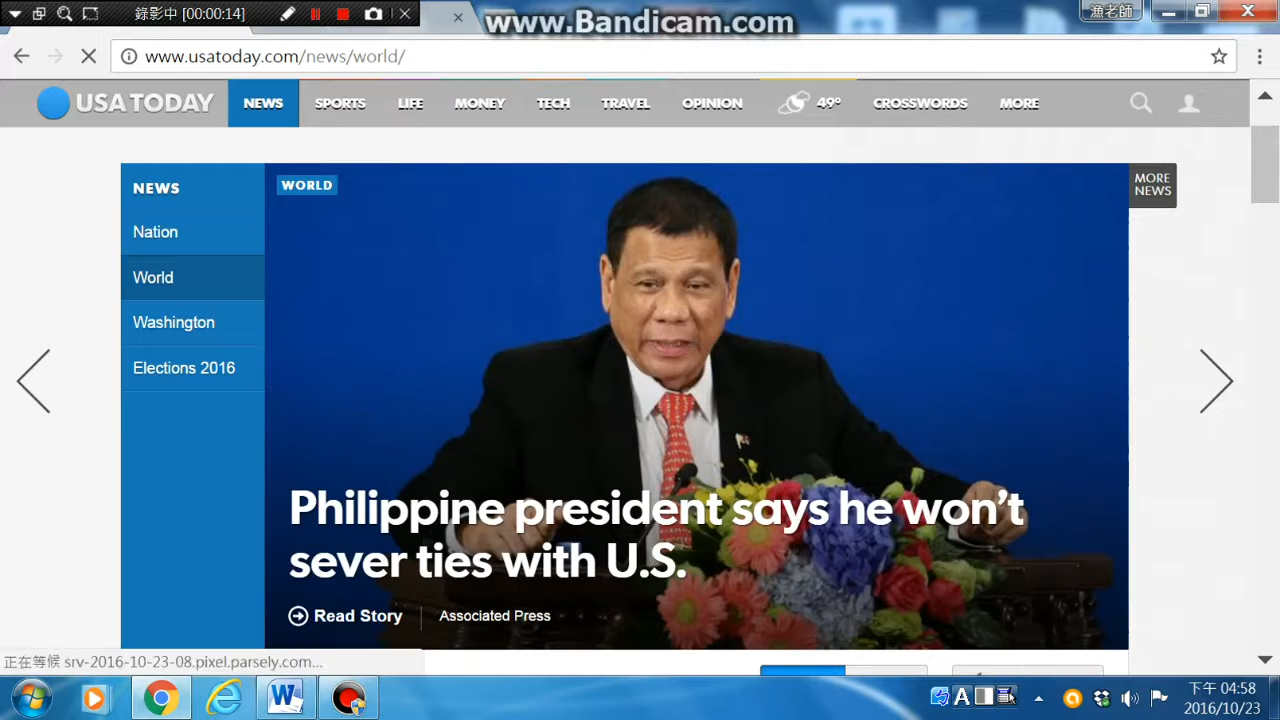 錄影中 [00:00:14]
www.Bandicam.com
漁老師
www.usatoday.com/news/world/
USA TODAY
NEWS
SPORTS
LIFE
MONEY
TECH
TRAVEL
OPINION
49°
CROSSWORDS
MORE
NEWS
Nation
World
Washington
Elections 2016
WORLD
MORE
NEWS
Philippine president says he won't
sever ties with U.S.
Read Story
Associated Press
正在等候 srv-2016-10-23-08.pixel.parsely.com...
下午 04:58
2016/10/23